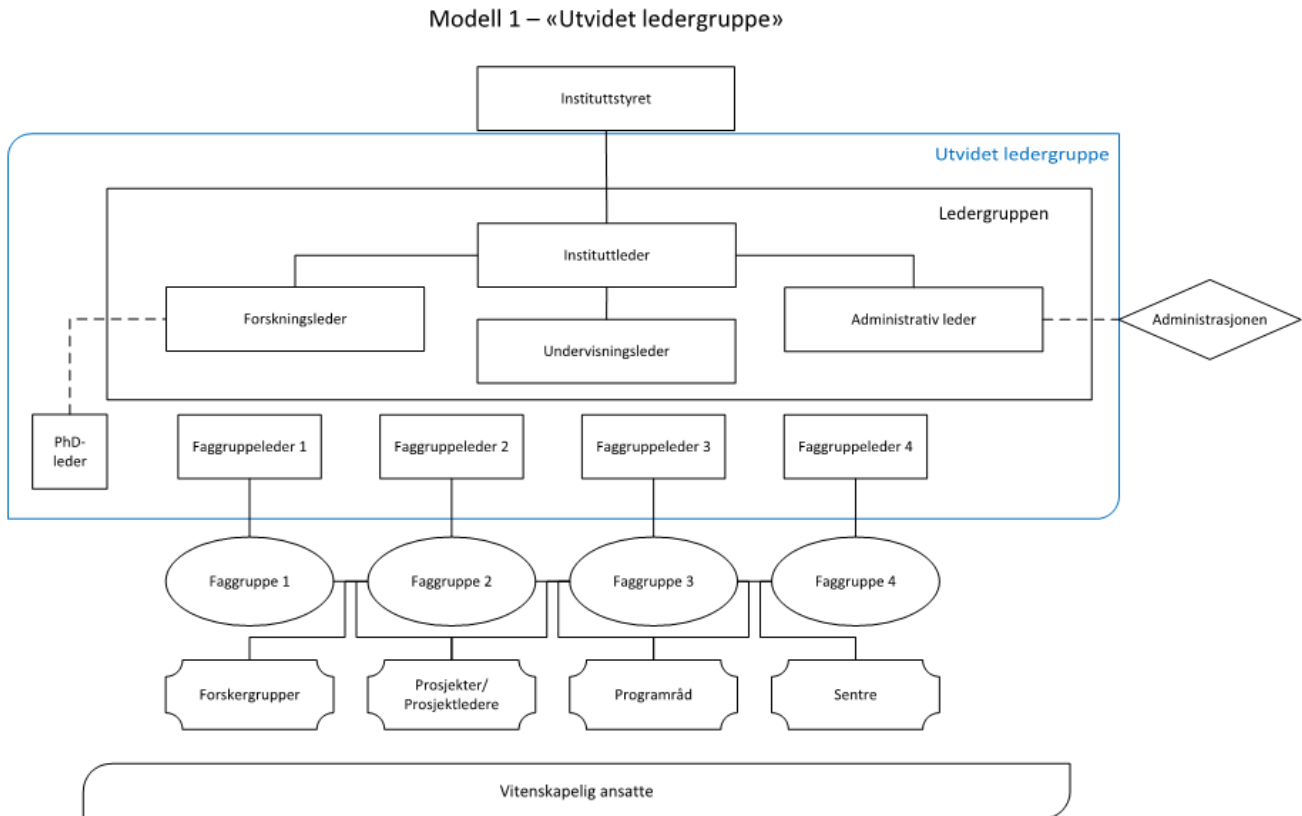 Modell 1 – «Utvidet ledergruppe»
Instituttstyret
Utvidet ledergruppe
Ledergruppen
Instituttleder
Forskningsleder
Administrativ leder
Administrasjonen
Undervisningsleder
PhD-
leder
Faggruppeleder 1
Faggruppeleder 2
Faggruppeleder 3
Faggruppeleder 4
Faggruppe 1
Faggruppe 2
Faggruppe 3
Faggruppe 4
Forskergrupper
Prosjekter/
Prosjektledere
Programråd
Sentre
Vitenskapelig ansatte